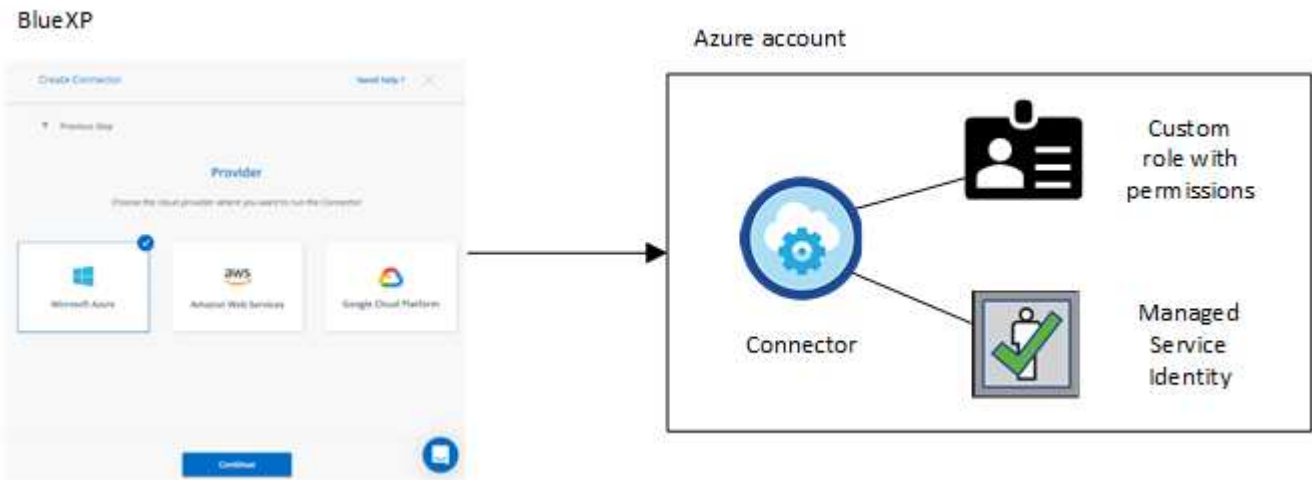 BlueXP
Azure account
Create Connector
Need help ?
Previous Step
Provider
Choose the cloud provider where you want to run the Connector
Microsoft Azure
aws
Amazon Web Services
Google Cloud Platform
Continue
Connector
Custom
role with
permissions
Managed
Service
Identity